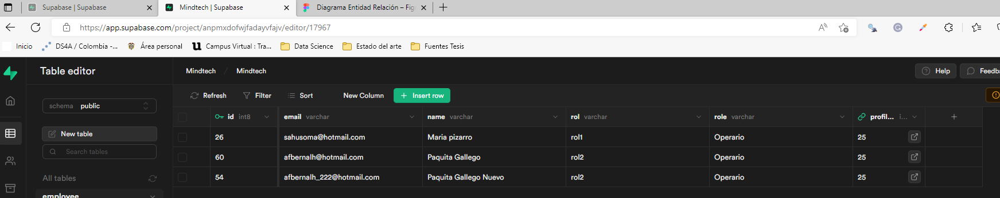 Supabase | Supabase
Mindtech | Supabase
Diagrama Entidad Relación – Fig
https://app.supabase.com/project/anpmxdofwjfadayvfajv/editor/17967
Inicio
DS4A / Colombia -...
Área personal
Campus Virtual : Tra...
Data Science
Estado del arte
Fuentes Tesis
Table editor
Mindtech / Mindtech
Help
Feedba
schema public
Refresh
Filter
Sort
New Column
+ Insert row
id int8
email varchar
name varchar
rol varchar
role varchar
profil... i...
New table
26 sahusoma@hotmail.com Maria pizarro rol1 Operario 25
Search tables
60 afbernalh@hotmail.com Paquita Gallego rol2 Operario 25
All tables
54 afbernalh_222@hotmail.com Paquita Gallego Nuevo rol2 Operario 25
employee